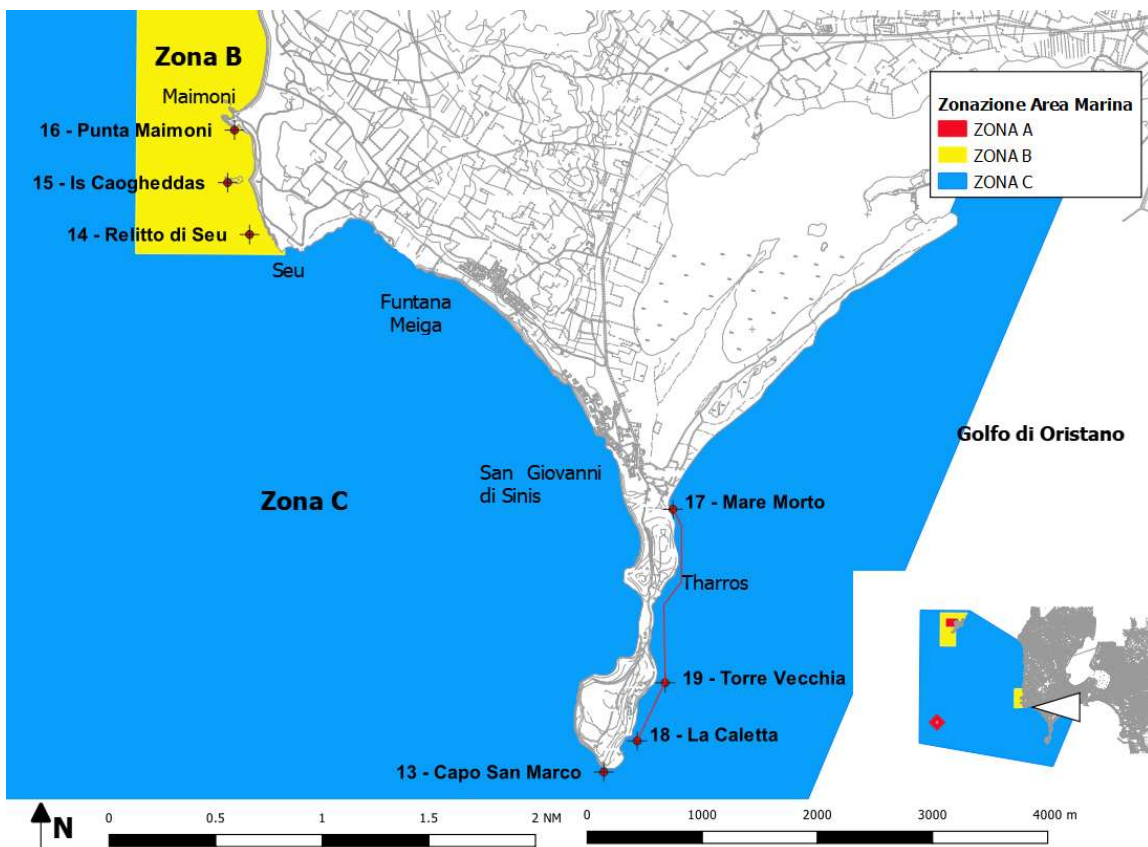 Zona B
Maimoni
16 - Punta Maimoni
15 - Is Caogheddas
14 - Relitto di Seu
Seu
Funtana
Meiga
Zonazione Area Marina
ZONA A
ZONA B
ZONA C
Golfo di Oristano
San Giovanni
di Sinis
Zona C
17 - Mare Morto
Tharros
19 - Torre Vecchia
18 - La Caletta
13 - Capo San Marco
N
0 0.5 1 1.5 2 NM
0 1000 2000 3000 4000 m